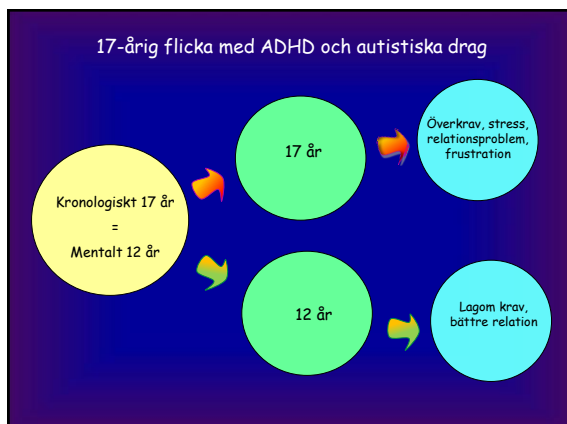 17-årig flicka med ADHD och autistiska drag
Kronologiskt 17 år
=
Mentalt 12 år
17 år
Överkrav, stress,
relationsproblem,
frustration
12 år
Lagom krav,
bättre relation